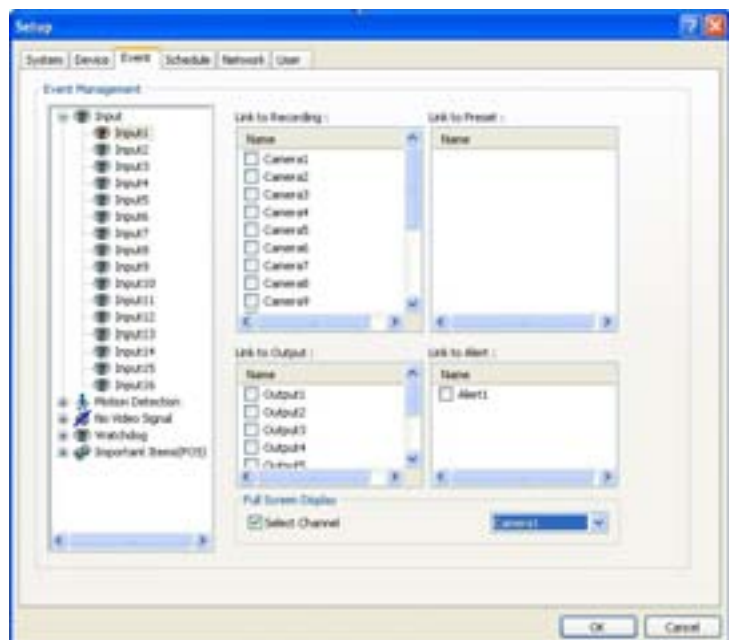 Setup
System Device Event Schedule Network User
Event Management
Input
Input1
Input2
Input3
Input4
Input5
Input6
Input7
Input8
Input9
Input10
Input11
Input12
Input13
Input14
Input15
Input16
Motion Detection
No Video Signal
Watchdog
Important Items(POS)
Link to Recording :
Name
Camera1
Camera2
Camera3
Camera4
Camera5
Camera6
Camera7
Camera8
Camera9
Link to Preset :
Name
Link to Output :
Name
Output1
Output2
Output3
Output4
Output5
Link to Alert :
Name
Alert1
Full Screen Display
Select Channel
Camera1
OK Cancel